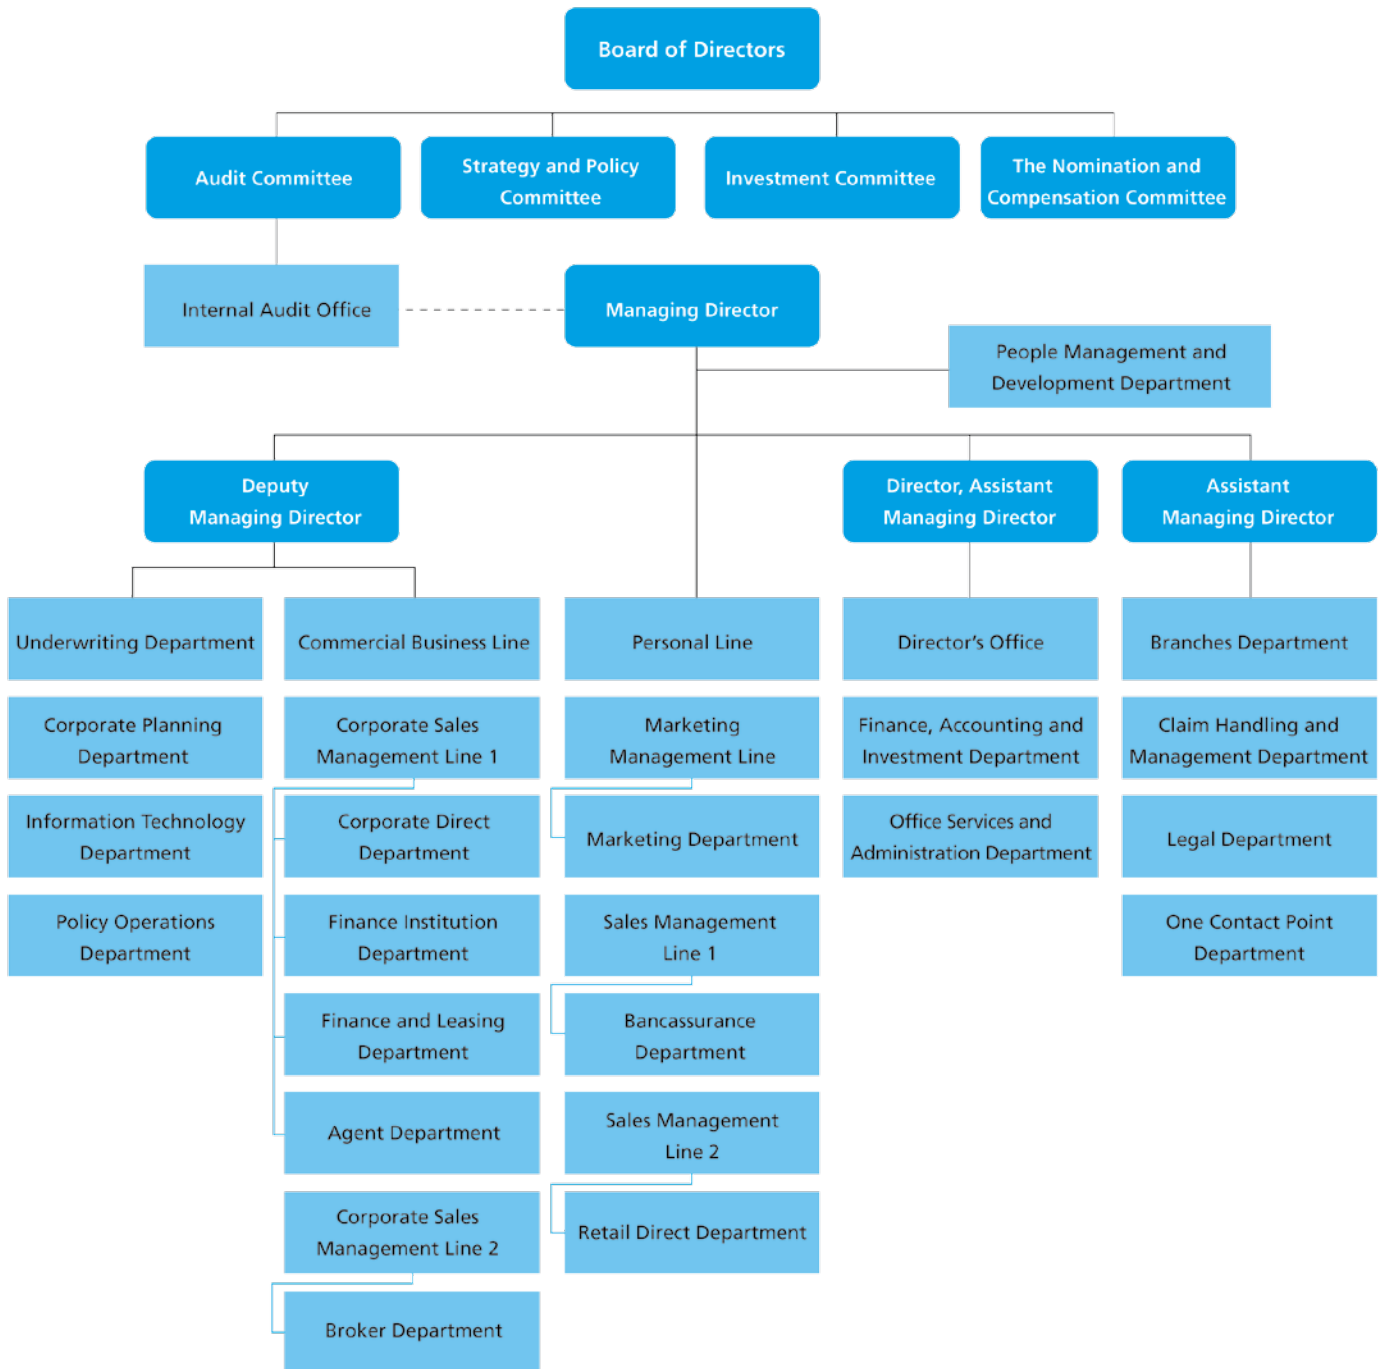 Board of Directors
Audit Committee
Strategy and Policy
Committee
Investment Committee
The Nomination and
Compensation Committee
Internal Audit Office
Managing Director
People Management and
Development Department
Deputy
Managing Director
Director, Assistant
Managing Director
Assistant
Managing Director
Underwriting Department
Commercial Business Line
Personal Line
Director’s Office
Branches Department
Corporate Planning
Department
Corporate Sales
Management Line 1
Marketing
Management Line
Finance, Accounting and
Investment Department
Claim Handling and
Management Department
Information Technology
Department
Corporate Direct
Department
Marketing Department
Office Services and
Administration Department
Legal Department
Policy Operations
Department
Finance Institution
Department
Sales Management
Line 1
One Contact Point
Department
Finance and Leasing
Department
Bancassurance
Department
Agent Department
Sales Management
Line 2
Corporate Sales
Management Line 2
Retail Direct Department
Broker Department